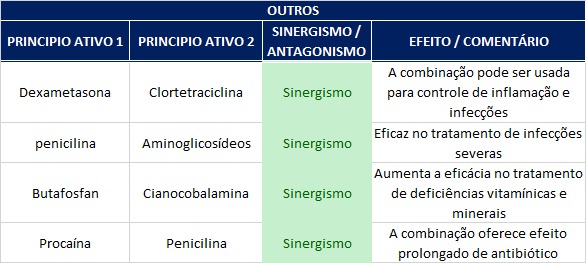 OUTROS
PRINCIPIO ATIVO 1 PRINCIPIO ATIVO 2 SINERGISMO / ANTAGONISMO EFEITO / COMENTÁRIO
Dexametasona Clortetraciclina Sinergismo A combinação pode ser usada
para controle de inflamação e
infecções
penicilina Aminoglicosídeos Sinergismo Eficaz no tratamento de infecções
severas
Butafosfan Cianocobalamina Sinergismo Aumenta a eficácia no tratamento
de deficiências vitamínicas e
minerais
Procaína Penicilina Sinergismo A combinação oferece efeito
prolongado de antibiótico